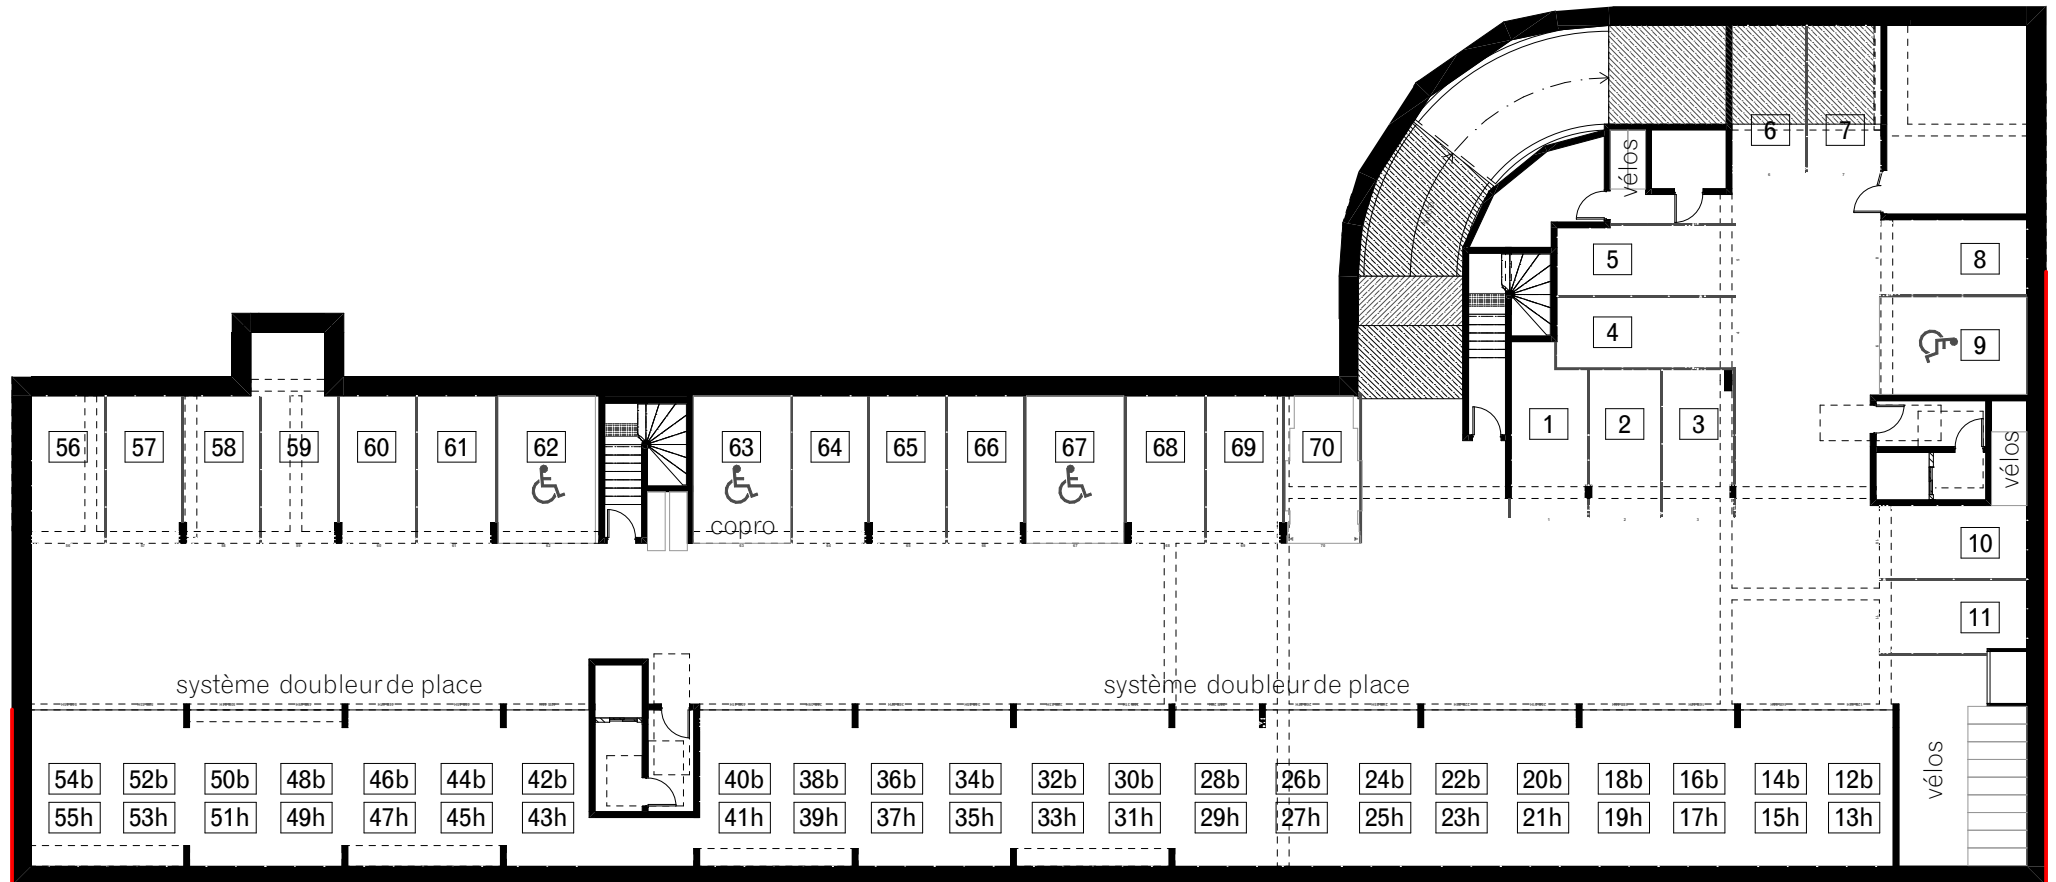 6 7
vélos
5 8
4 9
1 2 3
56 57 58 59 60 61 62 63 64 65 66 67 68 69 70
vélos
copro
10
11
système doubleur de place système doubleur de place
vélos
54b 52b 50b 48b 46b 44b 42b 40b 38b 36b 34b 32b 30b 28b 26b 24b 22b 20b 18b 16b 14b 12b
55h 53h 51h 49h 47h 45h 43h 41h 39h 37h 35h 33h 31h 29h 27h 25h 23h 21h 19h 17h 15h 13h